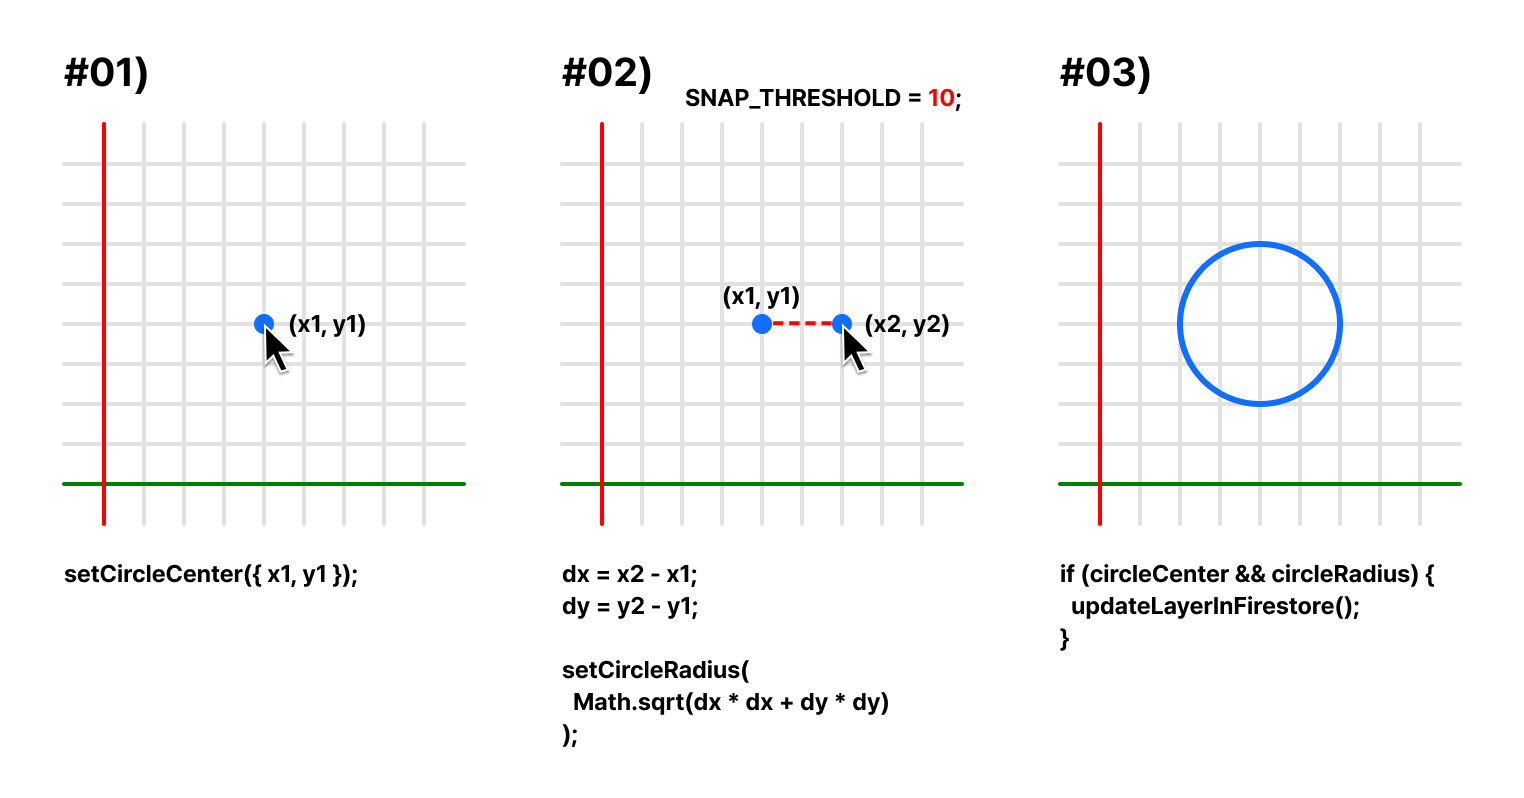 #01)
(x1, y1)
setCircleCenter({ x1, y1 });
#02)
SNAP_THRESHOLD = 10;
(x1, y1)
(x2, y2)
dx = x2 - x1;
dy = y2 - y1;
setCircleRadius(
  Math.sqrt(dx * dx + dy * dy)
);
#03)
if (circleCenter && circleRadius) {
  updateLayerInFirestore();
}